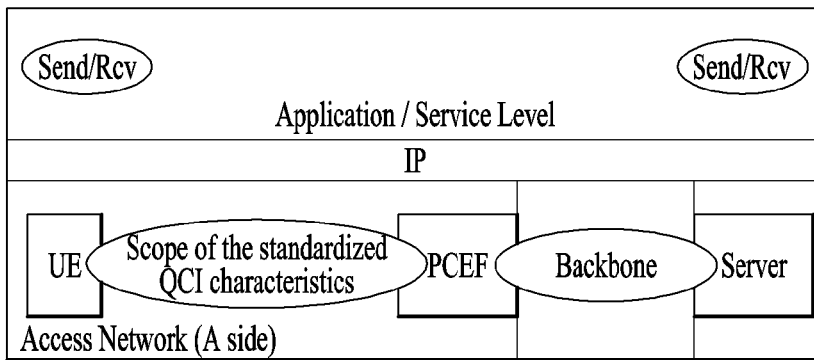 Send/Rcv
Send/Rcv
Application / Service Level
IP
UE
Scope of the standardized
QCI characteristics
PCEF
Backbone
Server
Access Network (A side)